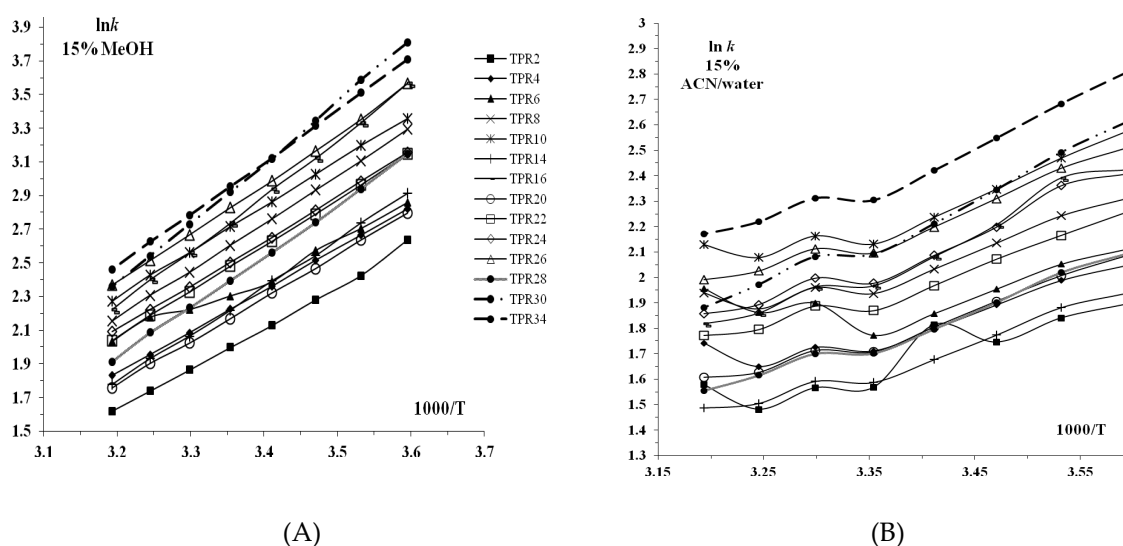 lnk
15% MeOH
3.9
3.7
3.5
3.3
3.1
2.9
2.7
2.5
2.3
2.1
1.9
1.7
1.5
3.1
3.2
3.3
3.4
3.5
3.6
3.7
1000/T
TPR2
TPR4
TPR6
TPR8
TPR10
TPR14
TPR16
TPR20
TPR22
TPR24
TPR26
TPR28
TPR30
TPR34
(A)
ln k
15%
ACN/water
3
2.9
2.8
2.7
2.6
2.5
2.4
2.3
2.2
2.1
2
1.9
1.8
1.7
1.6
1.5
1.4
1.3
3.15
3.25
3.35
3.45
3.55
1000/T
(B)